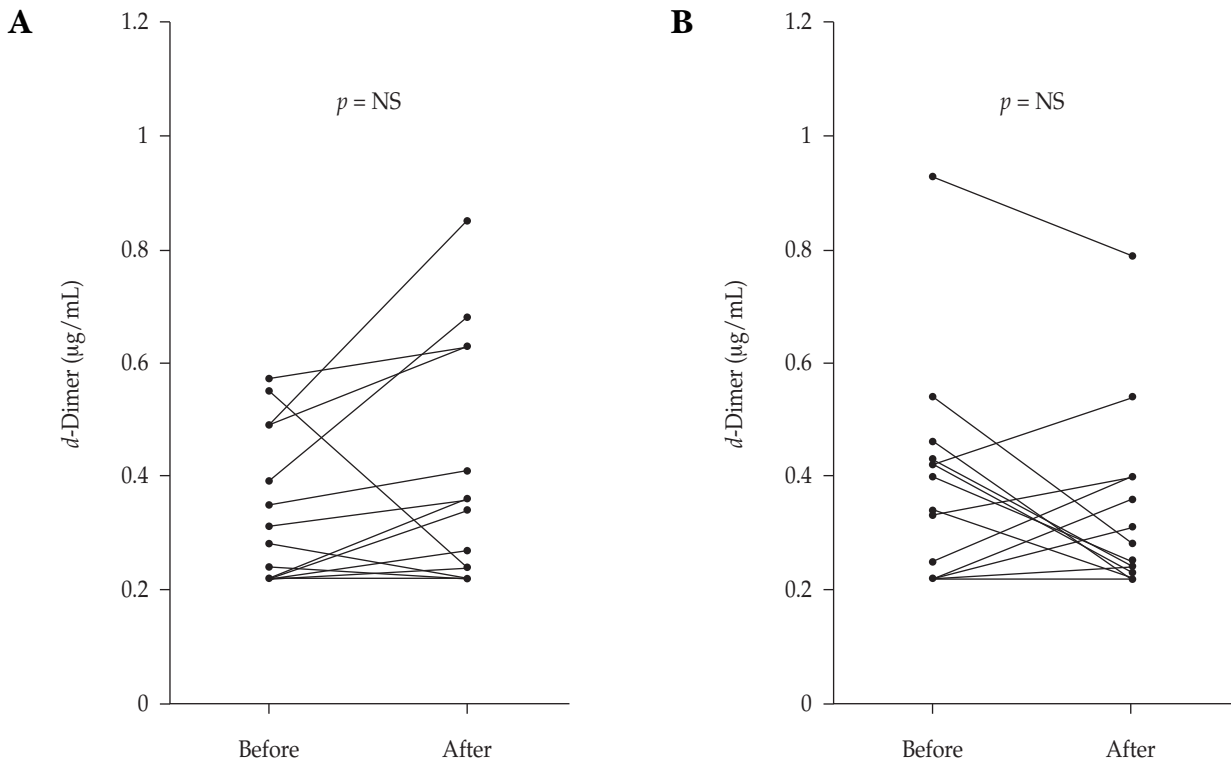 A
1.2
1
0.8
0.6
0.4
0.2
0
d-Dimer (μg/mL)
p = NS
Before
After
B
1.2
1
0.8
0.6
0.4
0.2
0
d-Dimer (μg/mL)
p = NS
Before
After